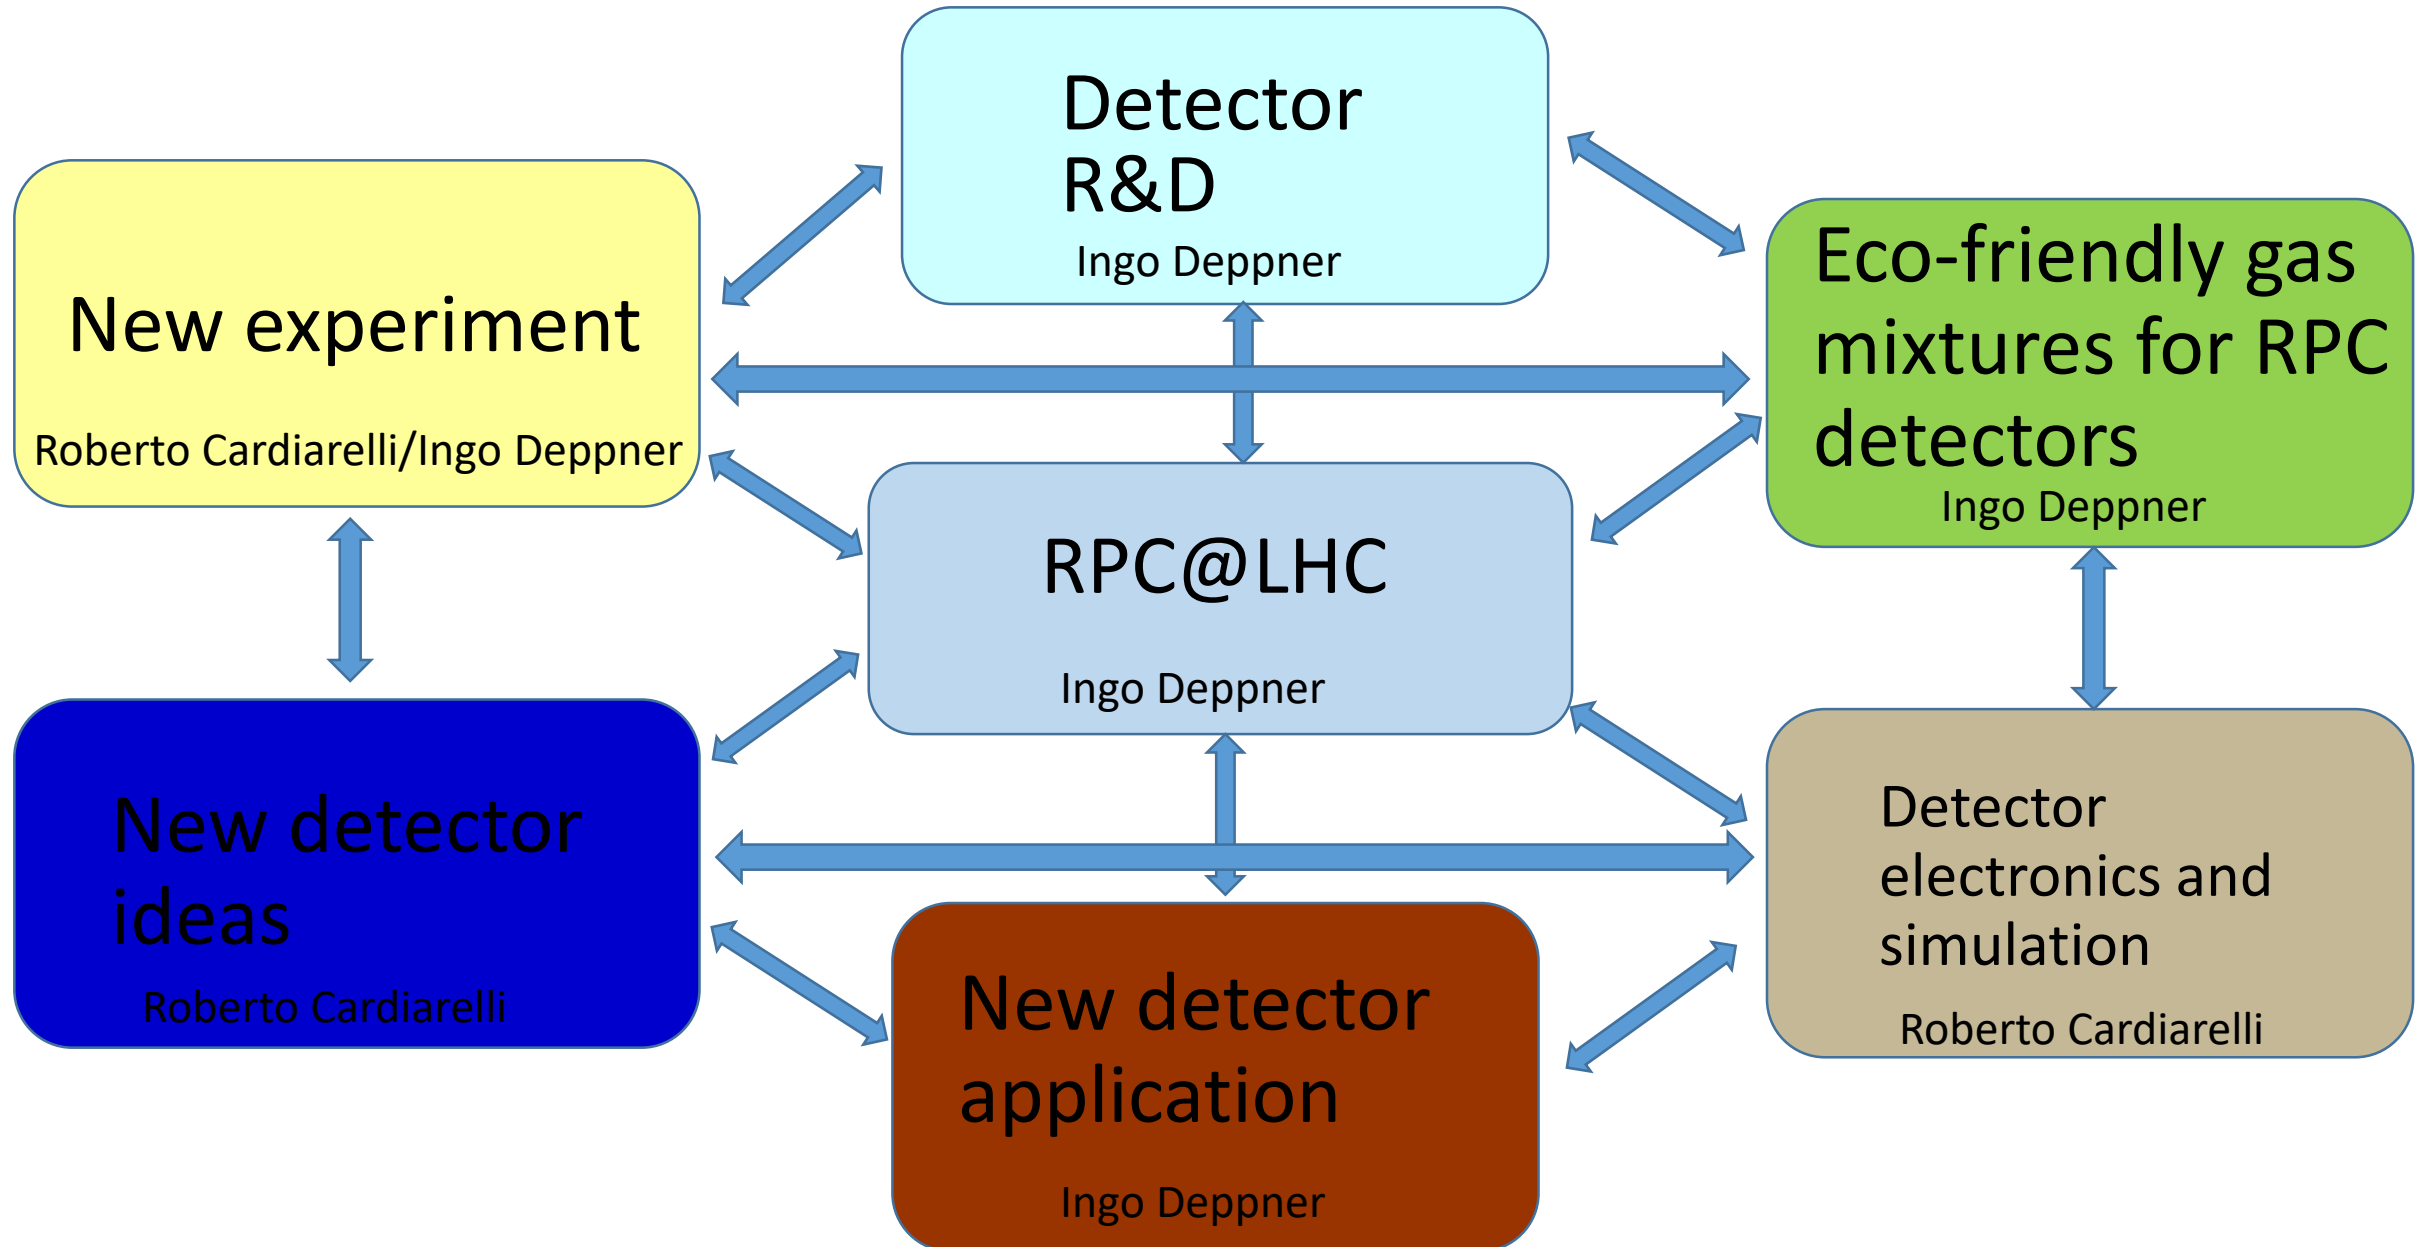 Detector
R&D
Ingo Deppner
New experiment
Roberto Cardiarelli/Ingo Deppner
Eco-friendly gas
mixtures for RPC
detectors
Ingo Deppner
RPC@LHC
Ingo Deppner
New detector
ideas
Roberto Cardiarelli
Detector
electronics and
simulation
Roberto Cardiarelli
New detector
application
Ingo Deppner